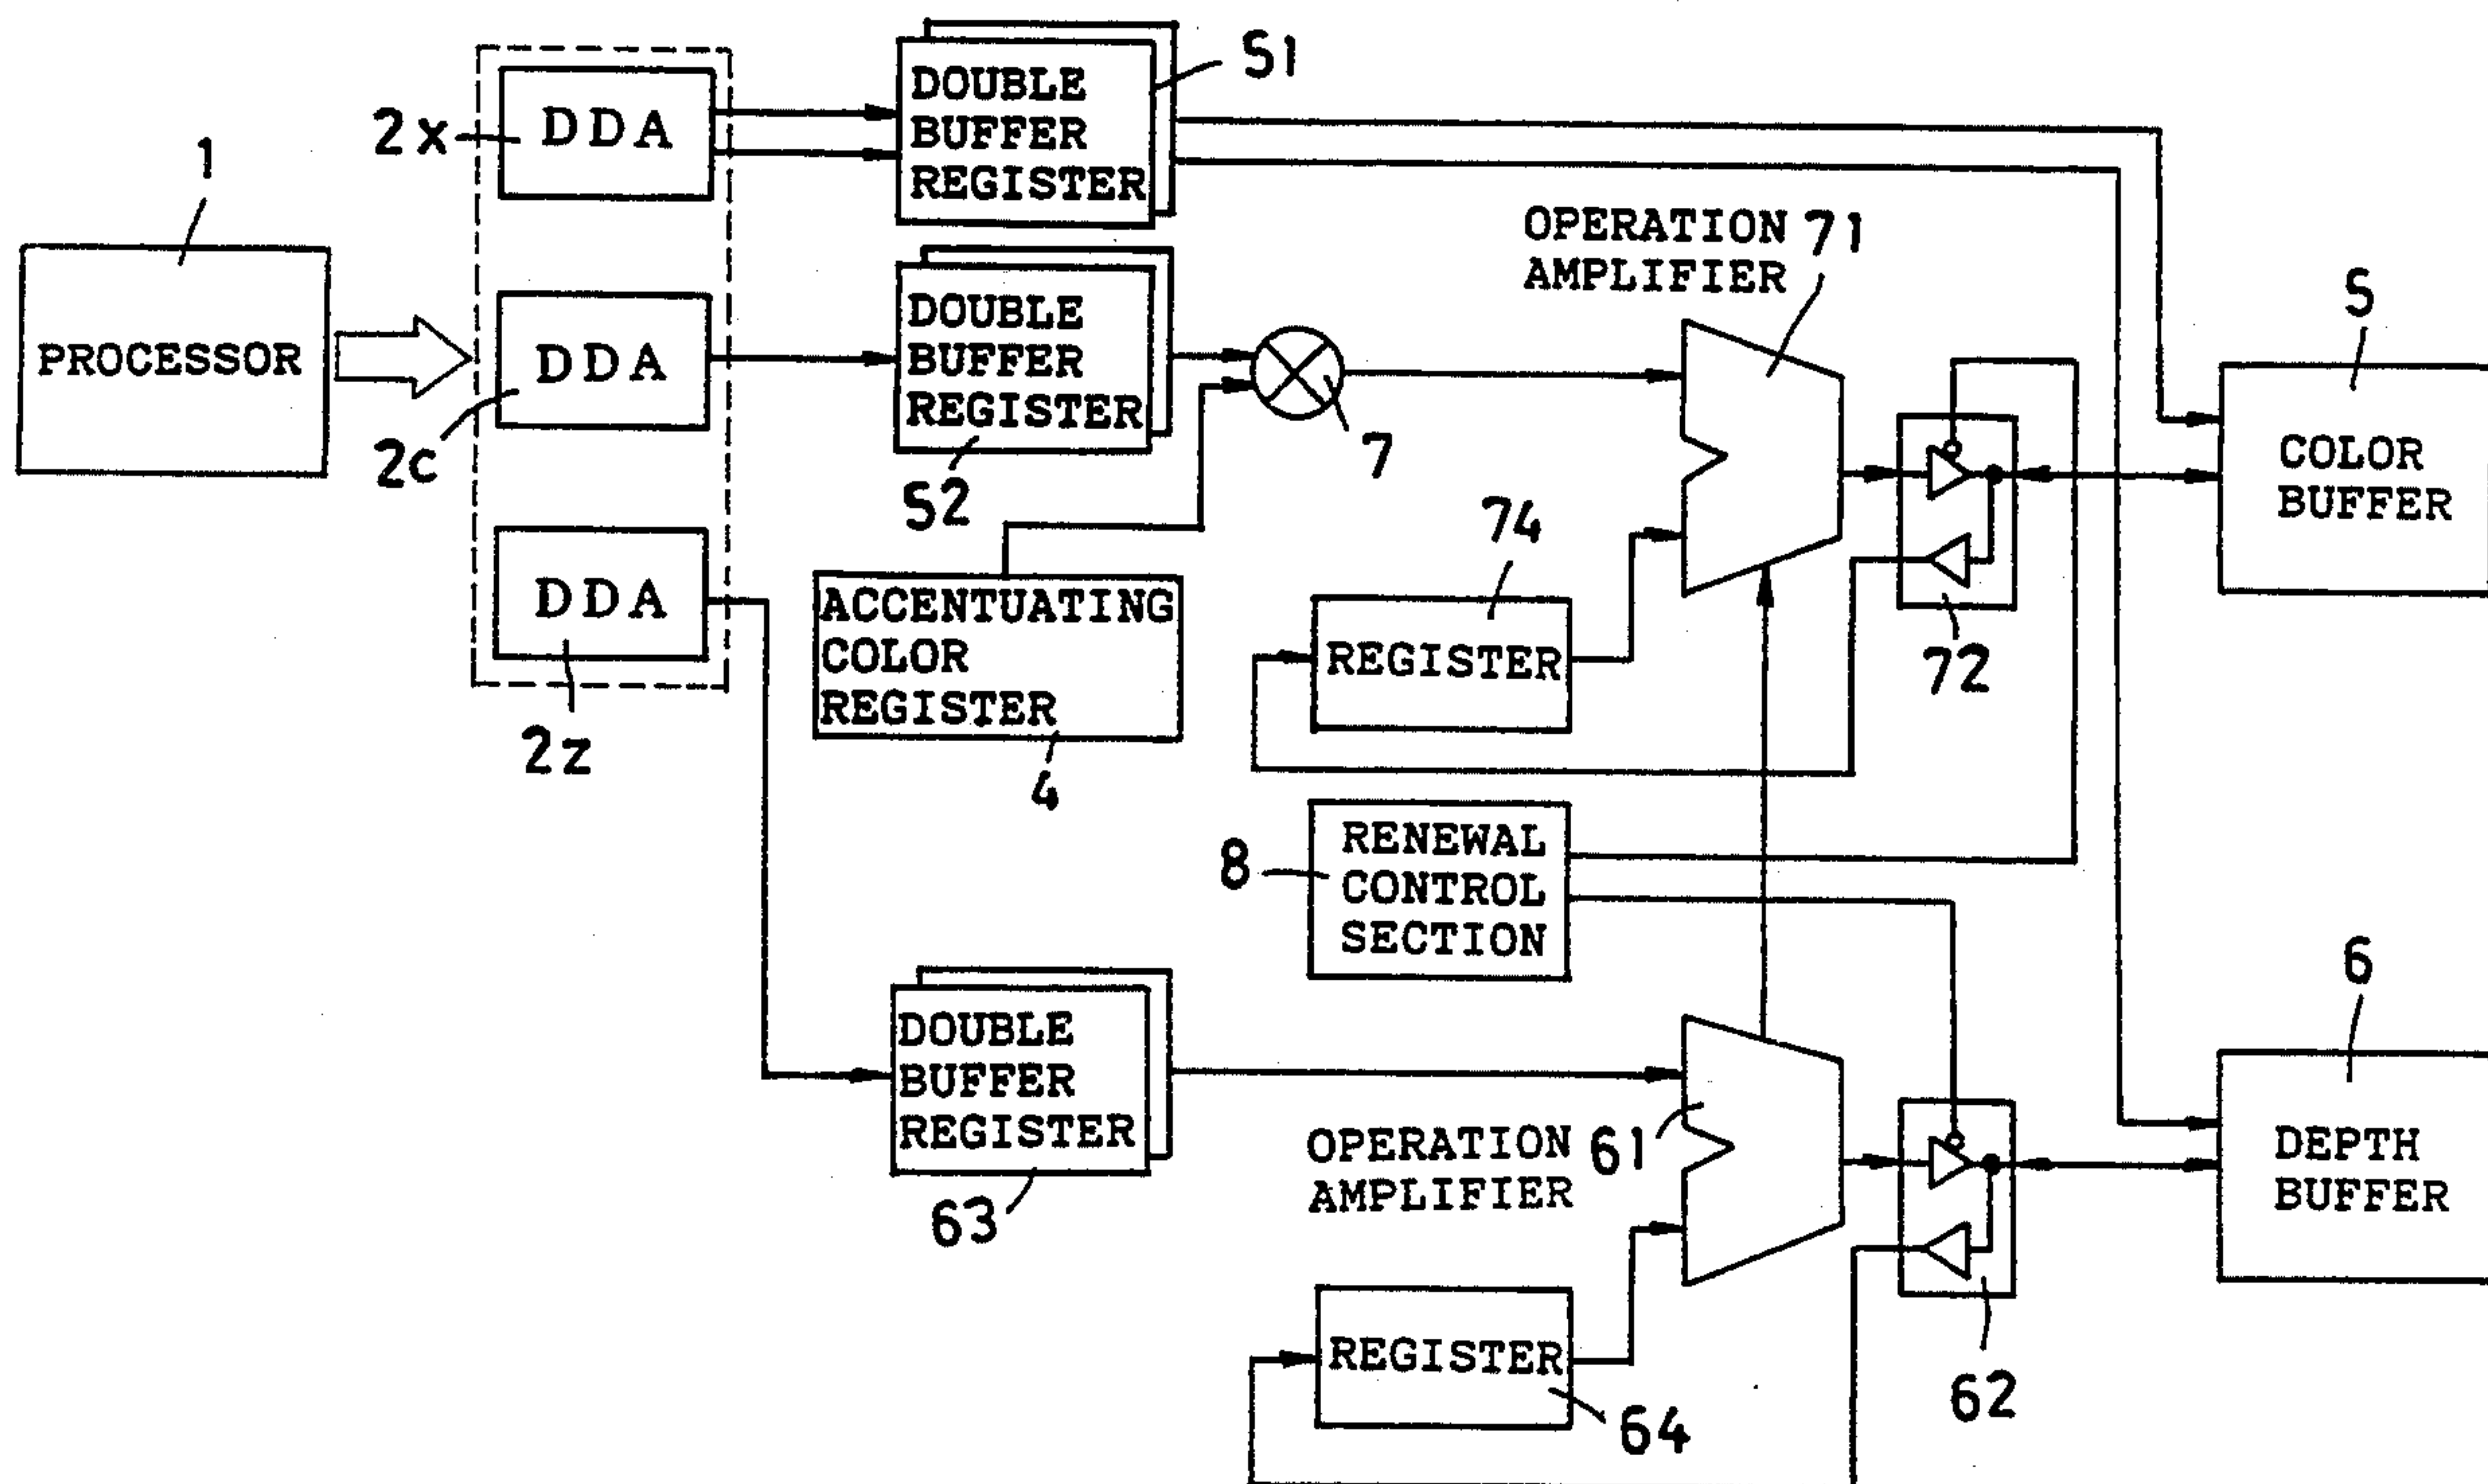 1
PROCESSOR
2x
DDA
DDA
2c
DDA
2z
DOUBLE
BUFFER
REGISTER
51
DOUBLE
BUFFER
REGISTER
52
ACCENTUATING
COLOR
REGISTER
4
7
OPERATION
AMPLIFIER
71
74
REGISTER
72
5
COLOR
BUFFER
8
RENEWAL
CONTROL
SECTION
DOUBLE
BUFFER
REGISTER
63
OPERATION
AMPLIFIER
61
REGISTER
64
62
6
DEPTH
BUFFER